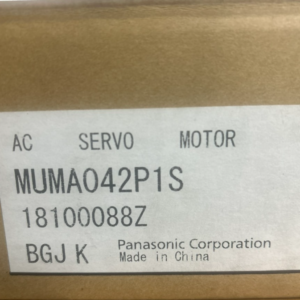 AC SERVO MOTOR
MUMA042P1S
18100088Z
BGJ K Panasonic Corporation
Made in China